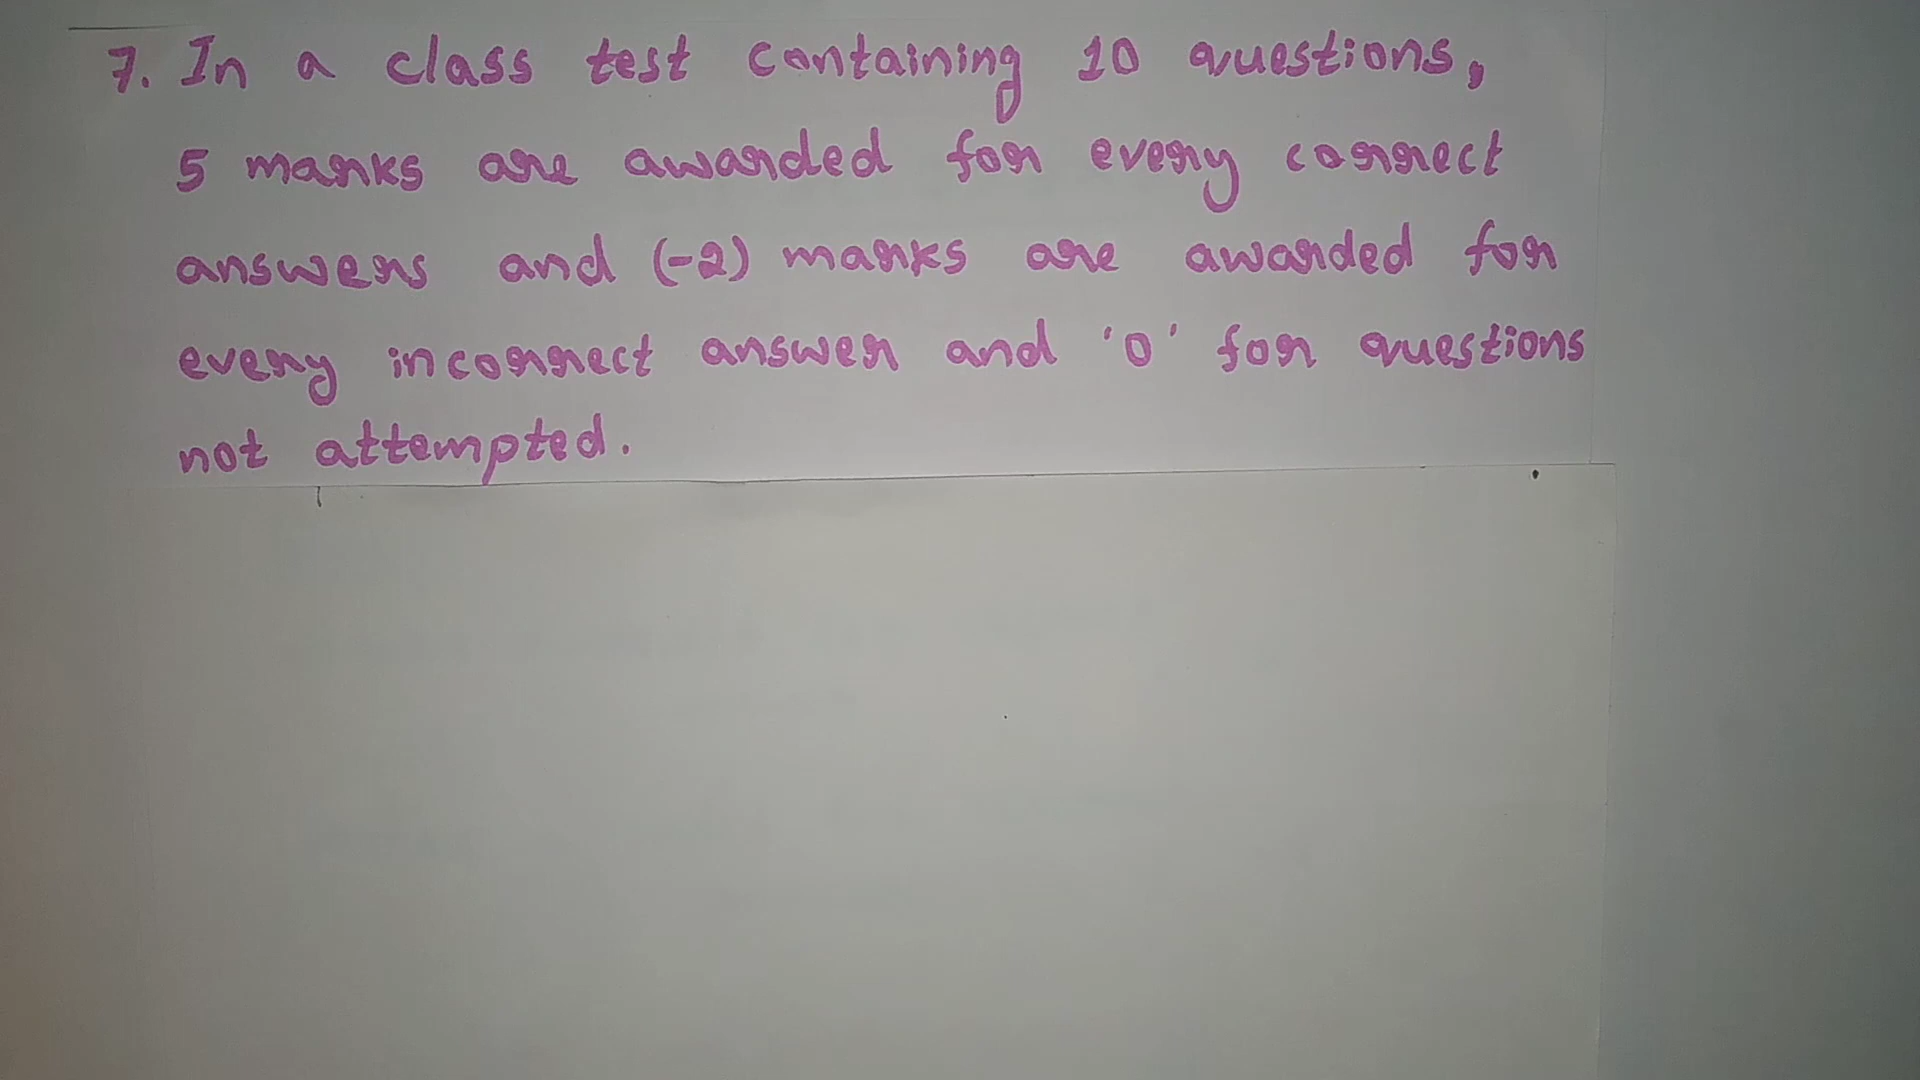 7. In a class test containing 10 questions,
5 marks are awarded for every correct
answers and (-2) marks are awarded for
every incorrect answer and '0' for questions
not attempted.